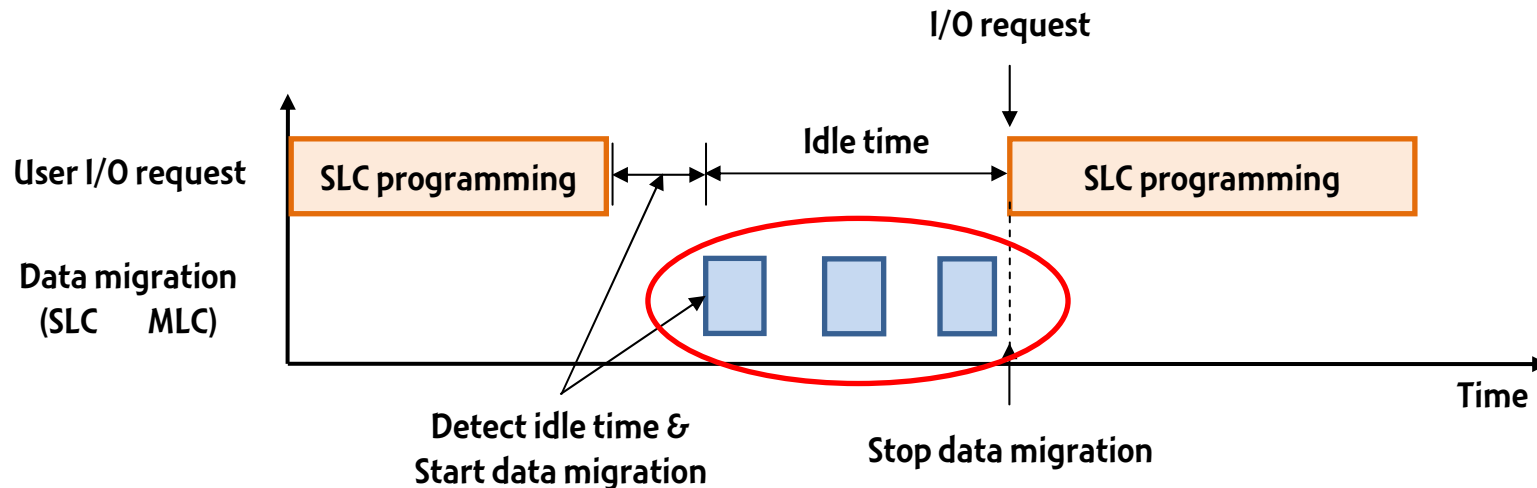 I/O request
Idle time
User I/O request
SLC programming
SLC programming
Data migration
(SLC MLC)
Time
Detect idle time &
Start data migration
Stop data migration